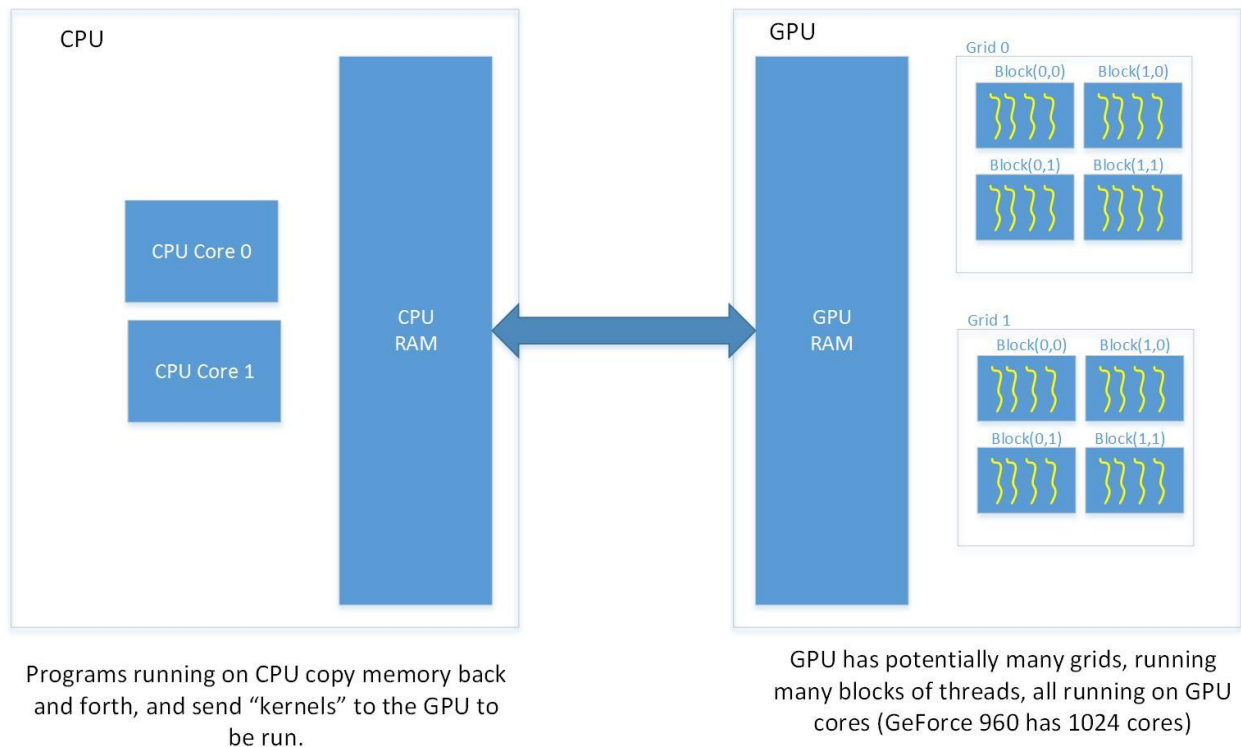 CPU
CPU Core 0
CPU Core 1
CPU
RAM
GPU
GPU
RAM
Grid 0
Block(0,0)
Block(1,0)
Block(0,1)
Block(1,1)
Grid 1
Block(0,0)
Block(1,0)
Block(0,1)
Block(1,1)
Programs running on CPU copy memory back
and forth, and send “kernels” to the GPU to
be run.
GPU has potentially many grids, running
many blocks of threads, all running on GPU
cores (GeForce 960 has 1024 cores)